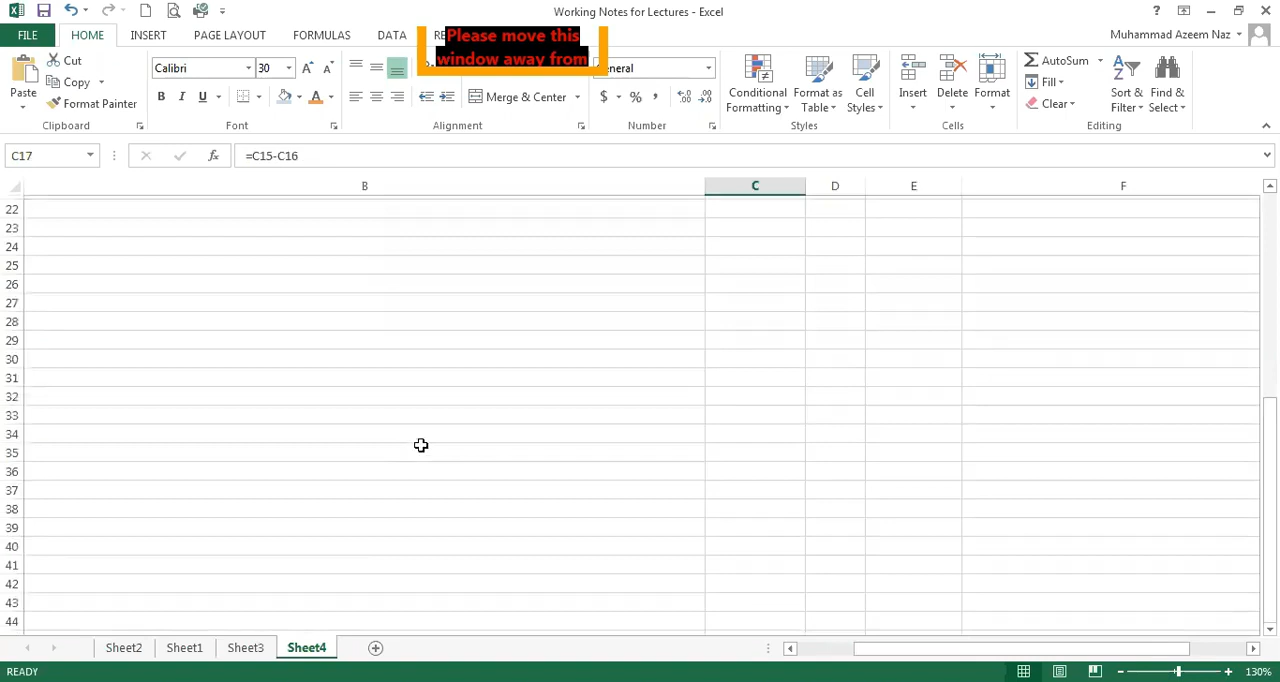 Working Notes for Lectures - Excel
FILE HOME INSERT PAGE LAYOUT FORMULAS DATA RE
Please move this
window away from
Muhammad Azeem Naz
Paste
Cut
Copy
Format Painter
Clipboard
Calibri 30
B I U
Font
Merge & Center
Alignment
eneral
$ % ,
Number
Conditional
Formatting
Format as
Table
Cell
Styles
Styles
Insert
Delete
Format
Cells
AutoSum
Fill
Clear
Sort &
Filter
Find &
Select
Editing
C17 fx =C15-C16
B C D E F
22
23
24
25
26
27
28
29
30
31
32
33
34
35
36
37
38
39
40
41
42
43
44
Sheet2 Sheet1 Sheet3 Sheet4
READY 130%